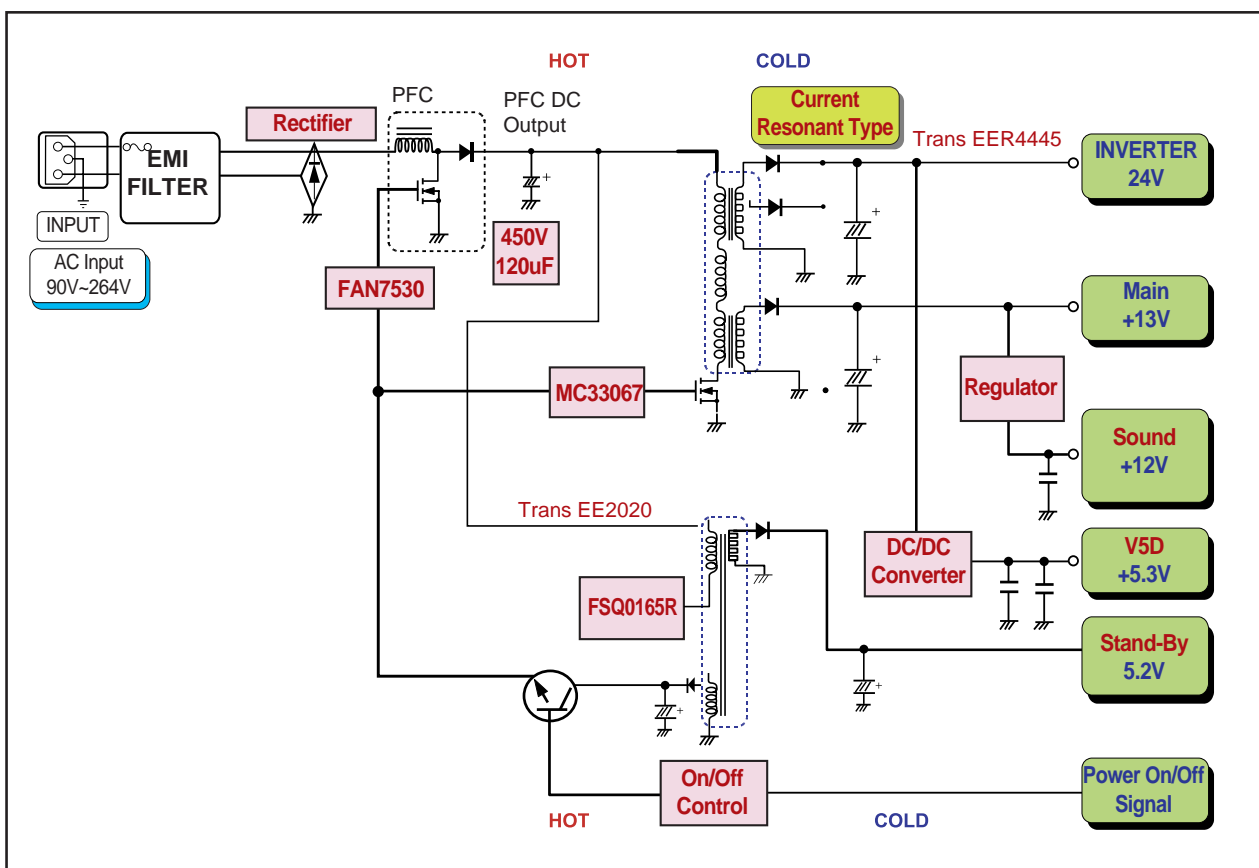 HOT
COLD
PFC
PFC DC
Output
Current
Resonant Type
Rectifier
Trans EER4445
EMI
FILTER
INVERTER
24V
INPUT
AC Input
90V~264V
450V
120uF
FAN7530
Main
+13V
MC33067
Regulator
Sound
+12V
Trans EE2020
DC/DC
Converter
V5D
+5.3V
FSQ0165R
Stand-By
5.2V
On/Off
Control
Power On/Off
Signal
HOT
COLD